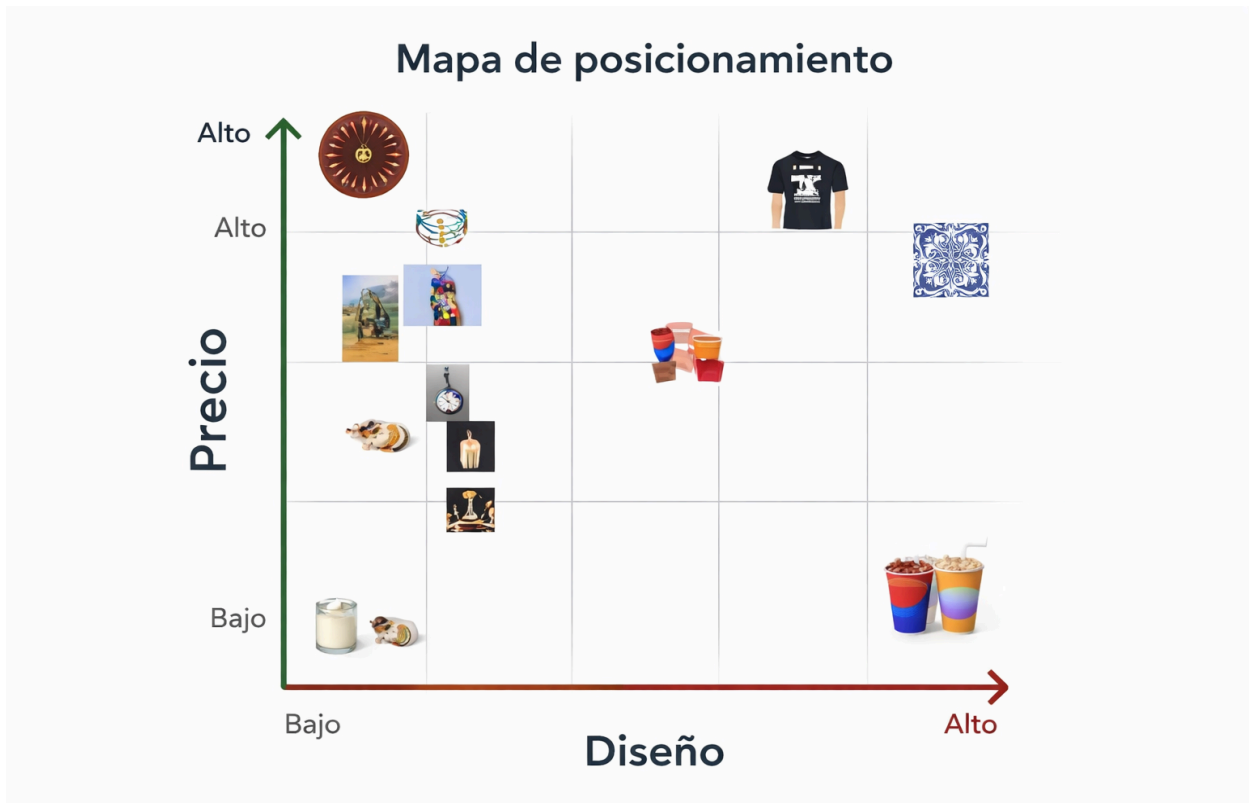 Mapa de posicionamiento
Alto
Alto
Precio
Bajo
Bajo
Diseño
Alto